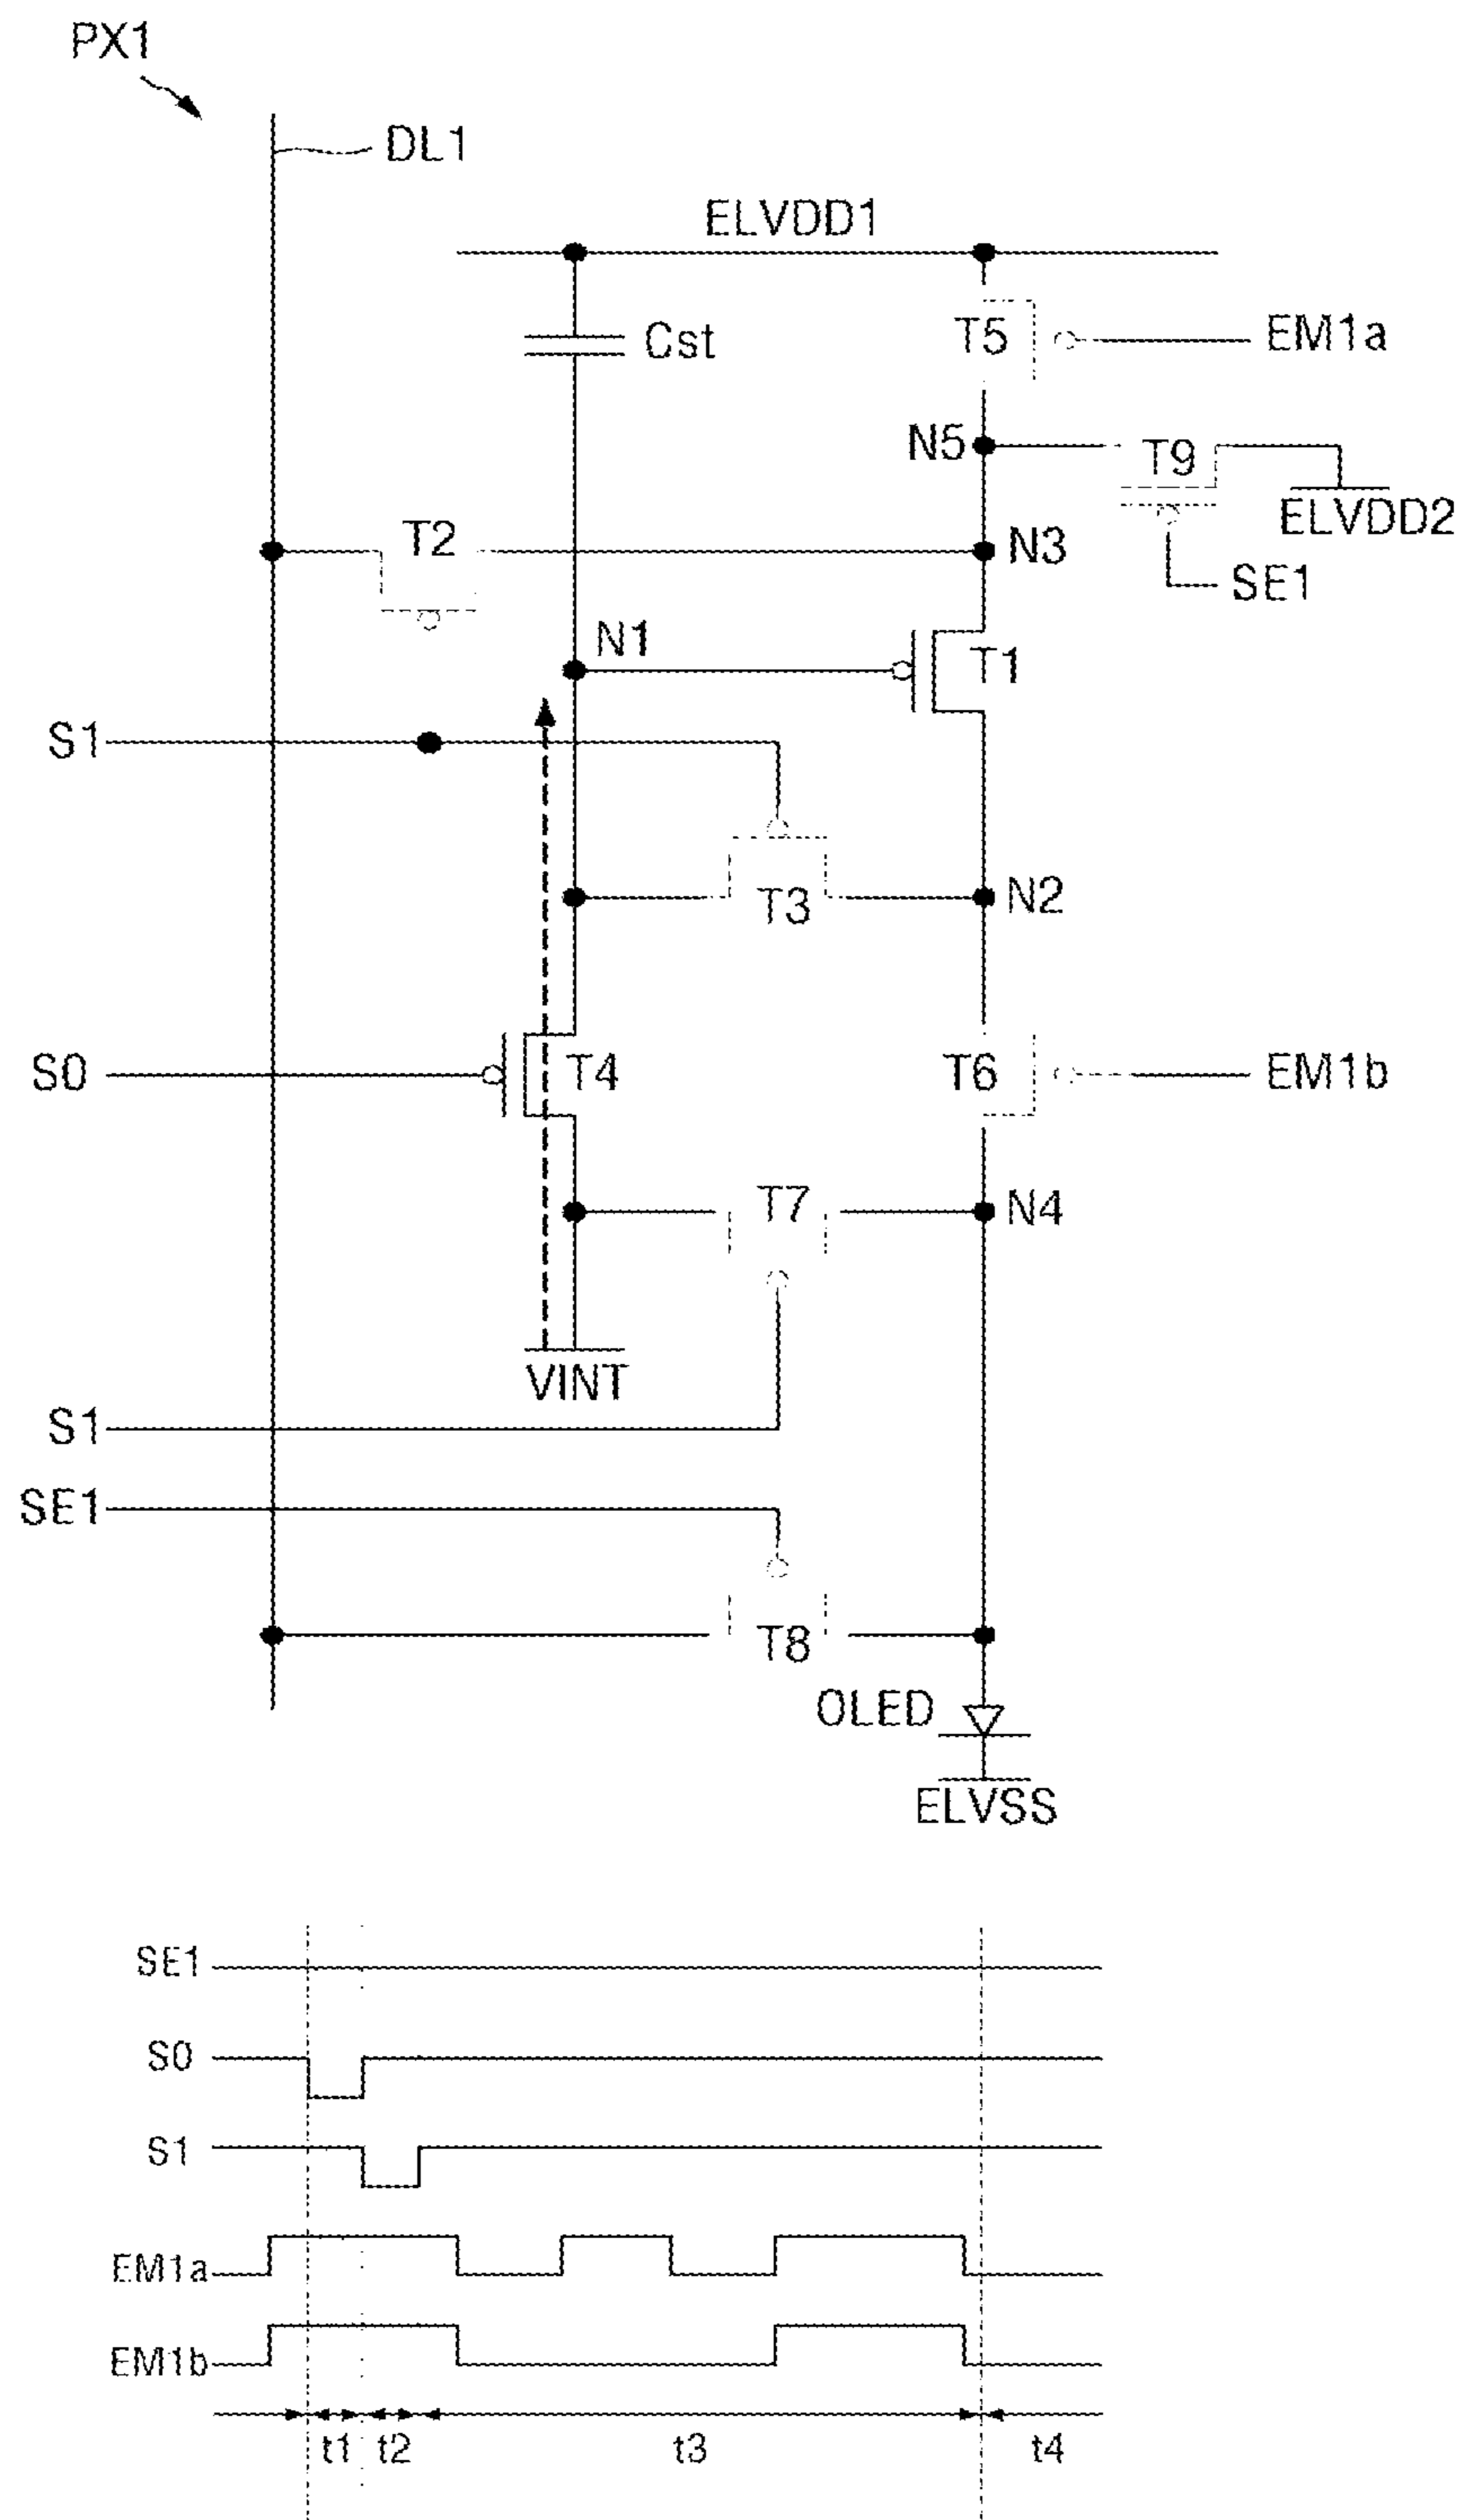 PX1
DL1
ELVDD1
Cst
T5
EM1a
N5
T9
ELVDD2
T2
N3
SE1
N1
T1
S1
T3
N2
S0
T4
T6
EM1b
T7
N4
VINT
S1
SE1
T8
OLED
ELVSS
SE1
S0
S1
EM1a
EM1b
t1 t2 t3 t4